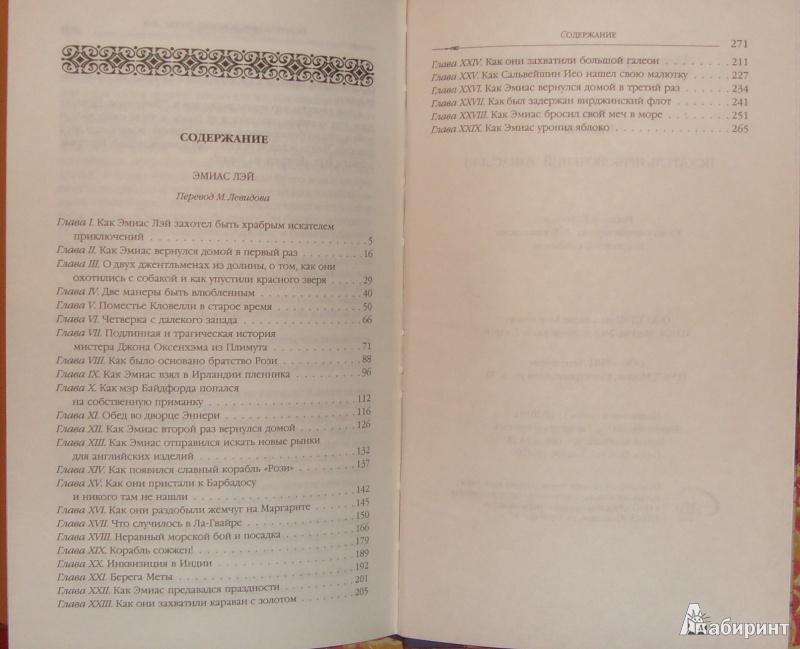 СОДЕРЖАНИЕ
ЭМИАС ЛЭЙ
Перевод М. Левидова
Глава I. Как Эмиас Лэй захотел быть храбрым искателем
приключений . . . 5
Глава II. Как Эмиас вернулся домой в первый раз . . . 16
Глава III. О двух джентльменах из долины, о том, как они
охотились с собакой и как упустили красного зверя . . . 29
Глава IV. Две манеры быть влюбленным . . . 40
Глава V. Поместье Кловелли в старое время . . . 50
Глава VI. Четверка с далекого запада . . . 66
Глава VII. Подлинная и трагическая история
мистера Джона Оксенхэма из Плимута . . . 71
Глава VIII. Как было основано братство Рози . . . 88
Глава IX. Как Эмиас взял в Ирландии пленника . . . 96
Глава X. Как мэр Байдфорда попался
на собственную приманку . . . 112
Глава XI. Обед во дворце Эннери . . . 116
Глава XII. Как Эмиас второй раз вернулся домой . . . 126
Глава XIII. Как Эмиас отправился искать новые рынки
для английских изделий . . . 132
Глава XIV. Как появился славный корабль «Рози» . . . 137
Глава XV. Как они пристали к Барбадосу
и никого там не нашли . . . 142
Глава XVI. Как они раздобыли жемчуг на Маргарите . . . 145
Глава XVII. Что случилось в Ла-Гвайре . . . 150
Глава XVIII. Неравный морской бой и посадка . . . 166
Глава XIX. Корабль сожжен! . . . 179
Глава XX. Инквизиция в Индии . . . 189
Глава XXI. Берега Меты . . . 192
Глава XXII. Как Эмиас предавался праздности . . . 201
Глава XXIII. Как они захватили караван с золотом . . . 205
СОДЕРЖАНИЕ
271
Глава XXIV. Как они захватили большой галеон . . . 211
Глава XXV. Как Сальвейшин Иео нашел свою малютку . . . 227
Глава XXVI. Как Эмиас вернулся домой в третий раз . . . 234
Глава XXVII. Как был задержан вирджинский флот . . . 241
Глава XXVIII. Как Эмиас бросил свой меч в море . . . 251
Глава XXIX. Как Эмиас уронил яблоко . . . 265
Лабиринт